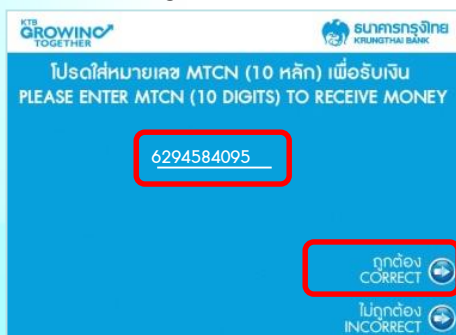 KTB
GROWING
TOGETHER
ธนาคารกรุงไทย
KRUNGTHAI BANK
โปรดใส่หมายเลข MTCN (10 หลัก) เพื่อรับเงิน
PLEASE ENTER MTCN (10 DIGITS) TO RECEIVE MONEY
6294584095
ถูกต้อง
CORRECT
ไม่ถูกต้อง
INCORRECT